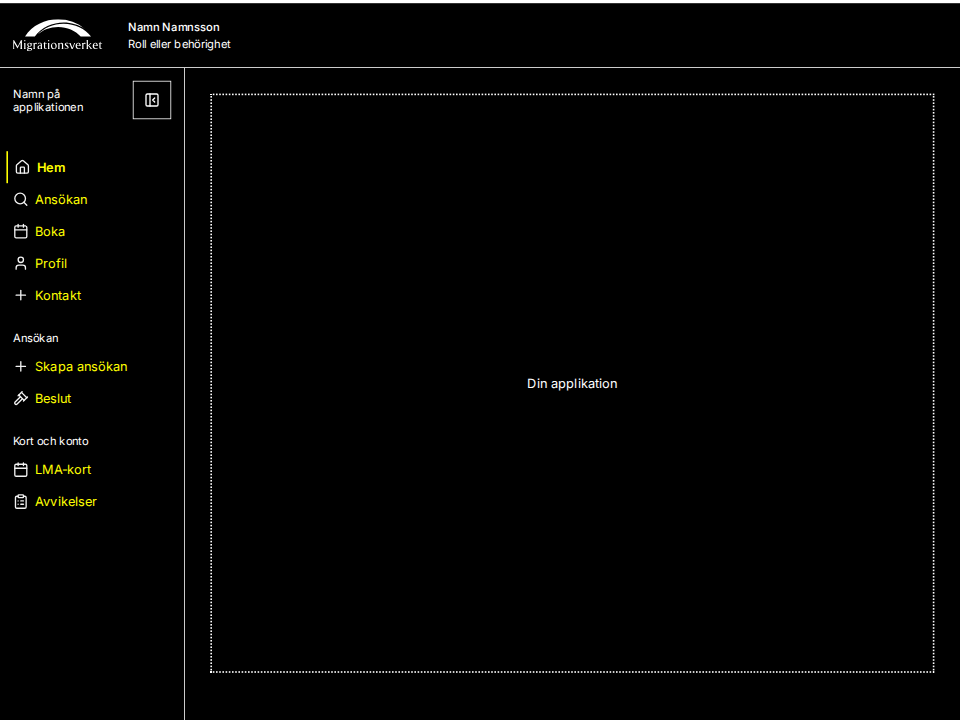 Migrationsverket
Namn Namnsson
Roll eller behörighet
Namn på
applikationen
Hem
Ansökan
Boka
Profil
Kontakt
Ansökan
Skapa ansökan
Beslut
Kort och konto
LMA-kort
Avvikelser
Din applikation